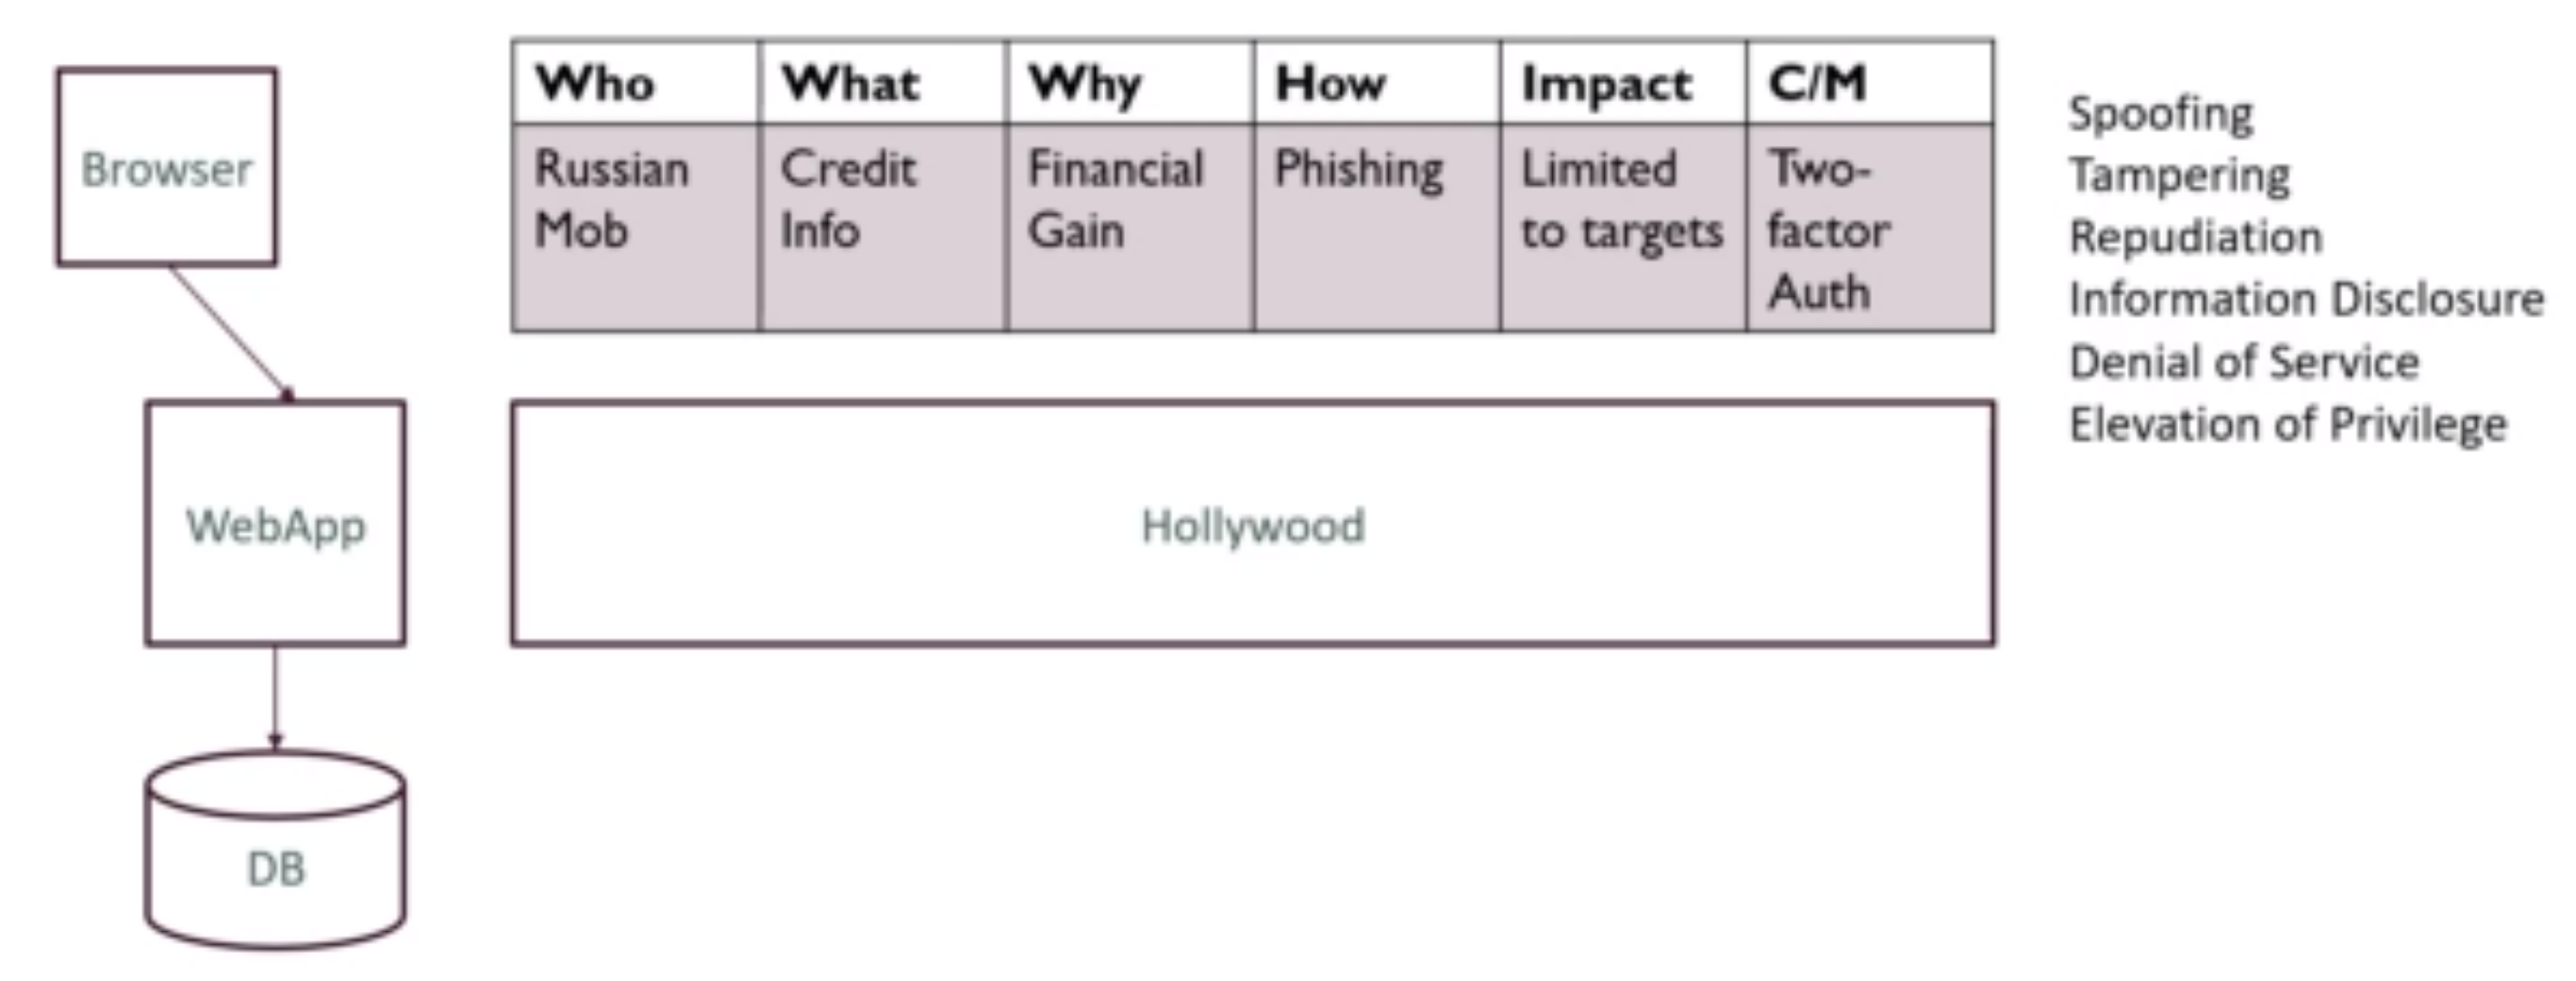 Browser
WebApp
DB
Who What Why How Impact C/M
Russian Credit Financial Phishing Limited Two-
Mob Info Gain to targets factor
Auth
Hollywood
Spoofing
Tampering
Repudiation
Information Disclosure
Denial of Service
Elevation of Privilege